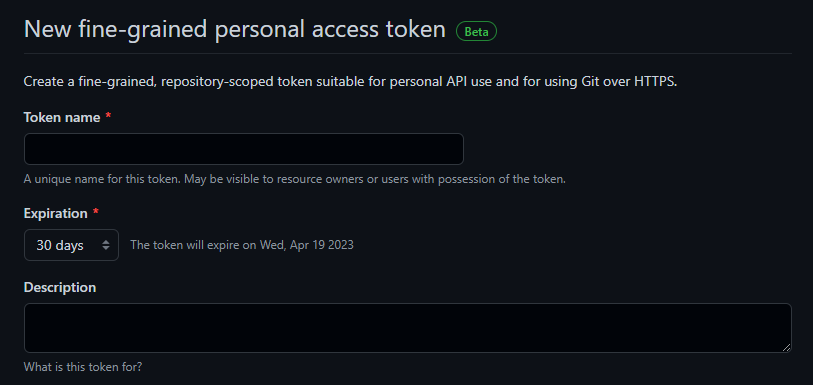 New fine-grained personal access token Beta
Create a fine-grained, repository-scoped token suitable for personal API use and for using Git over HTTPS.
Token name *
A unique name for this token. May be visible to resource owners or users with possession of the token.
Expiration *
30 days The token will expire on Wed, Apr 19 2023
Description
What is this token for?